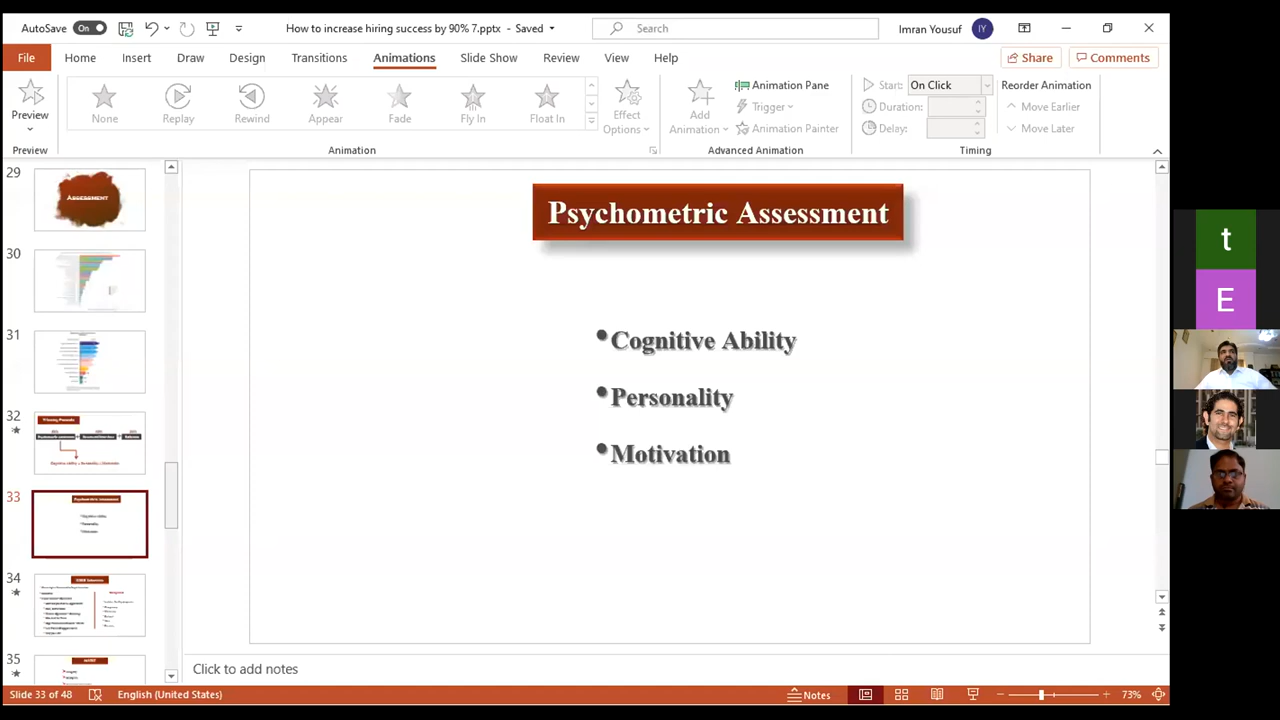 AutoSave On How to increase hiring success by 90% 7.pptx - Saved Search Imran Yousuf IY
File Home Insert Draw Design Transitions Animations Slide Show Review View Help Share Comments
Preview None Replay Rewind Appear Fade Fly In Float In Effect Options Add Animation
Animation Pane
Trigger
Animation Painter
Start: On Click
Duration:
Delay:
Reorder Animation
Move Earlier
Move Later
Preview Animation Advanced Animation Timing
29
ASSESSMENT
30
31
32
33
Psychometric Assessment
34
35
Psychometric Assessment
•Cognitive Ability
•Personality
•Motivation
t
E
Click to add notes
Slide 33 of 48 English (United States) Notes 73%